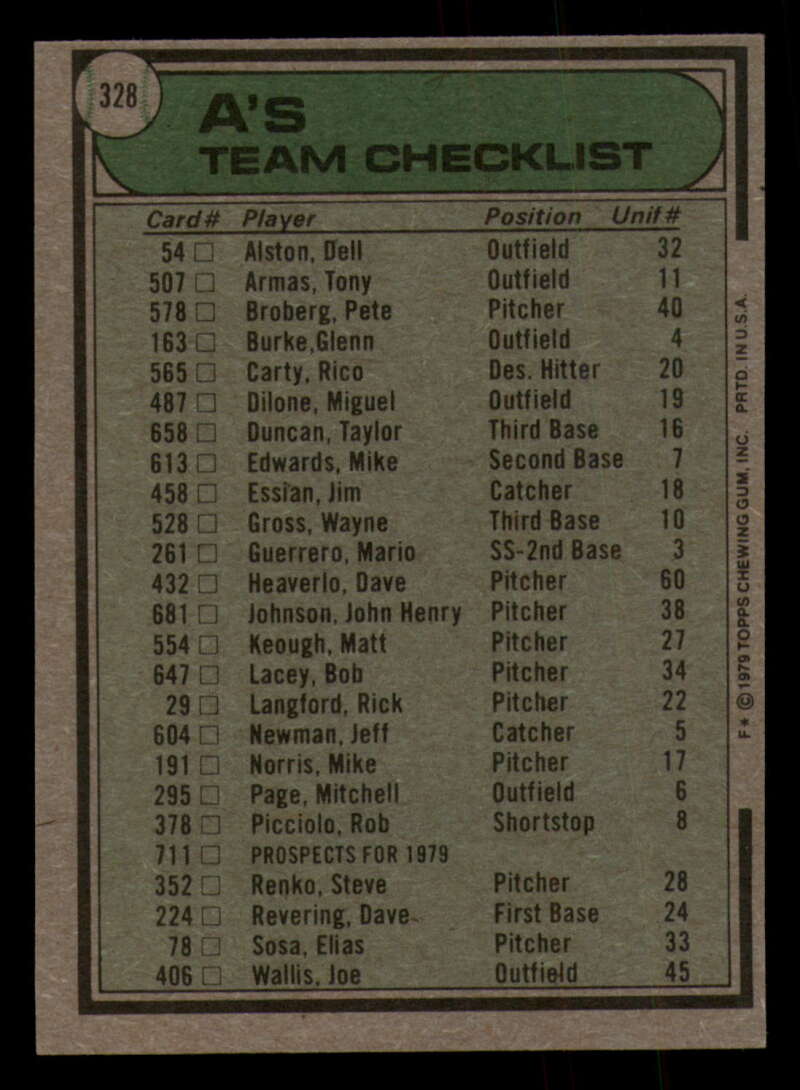 328
A'S
TEAM CHECKLIST
Card# Player Position Unif#
54 □ Alston, Dell Outfield 32
507 □ Armas, Tony Outfield 11
578 □ Broberg, Pete Pitcher 40
163 □ Burke,Glenn Outfield 4
565 □ Carty, Rico Des. Hitter 20
487 □ Dilone, Miguel Outfield 19
658 □ Duncan, Taylor Third Base 16
613 □ Edwards, Mike Second Base 7
458 □ Essian, Jim Catcher 18
528 □ Gross, Wayne Third Base 10
261 □ Guerrero, Mario SS-2nd Base 3
432 □ Heaverlo, Dave Pitcher 60
681 □ Johnson, John Henry Pitcher 38
554 □ Keough, Matt Pitcher 27
647 □ Lacey, Bob Pitcher 34
29 □ Langford, Rick Pitcher 22
604 □ Newman, Jeff Catcher 5
191 □ Norris, Mike Pitcher 17
295 □ Page, Mitchell Outfield 6
378 □ Picciolo, Rob Shortstop 8
711 □ PROSPECTS FOR 1979
352 □ Renko, Steve Pitcher 28
224 □ Revering, Dave First Base 24
78 □ Sosa, Elias Pitcher 33
406 □ Wallis, Joe Outfield 45
F* © 1979 TOPPS CHEWING GUM, INC. PRTD. IN U.S.A.